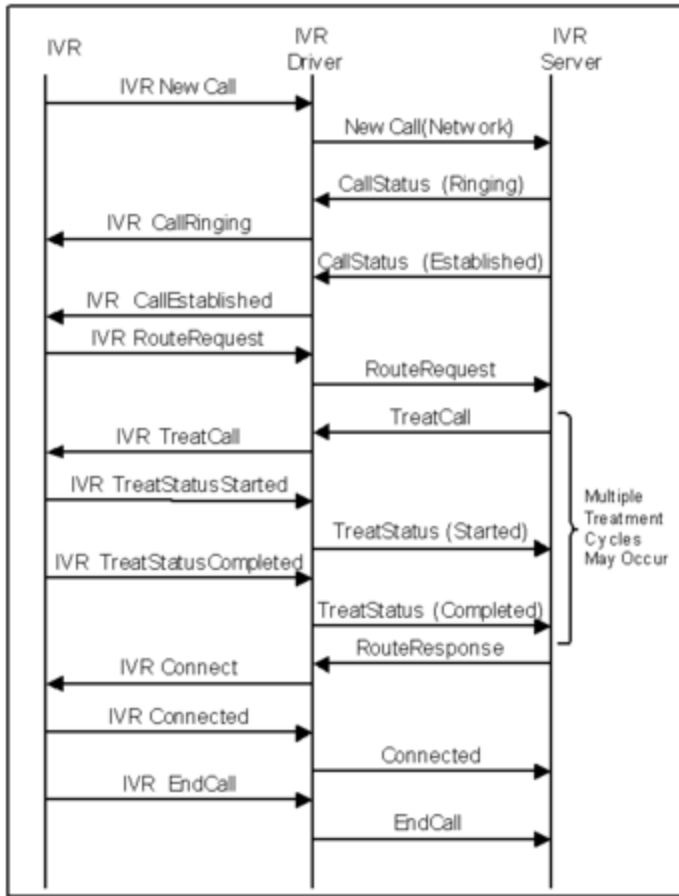 IVR
IVR
Driver
IVR
Server
IVR New Call
New Call(Network)
CallStatus (Ringing)
IVR CallRinging
CallStatus (Established)
IVR CallEstablished
IVR RouteRequest
RouteRequest
TreatCall
IVR TreatCall
IVR TreatStatusStarted
TreatStatus (Started)
IVR TreatStatusCompleted
TreatStatus (Completed)
Multiple
Treatment
Cycles
May Occur
RouteResponse
IVR Connect
IVR Connected
Connected
IVR EndCall
EndCall